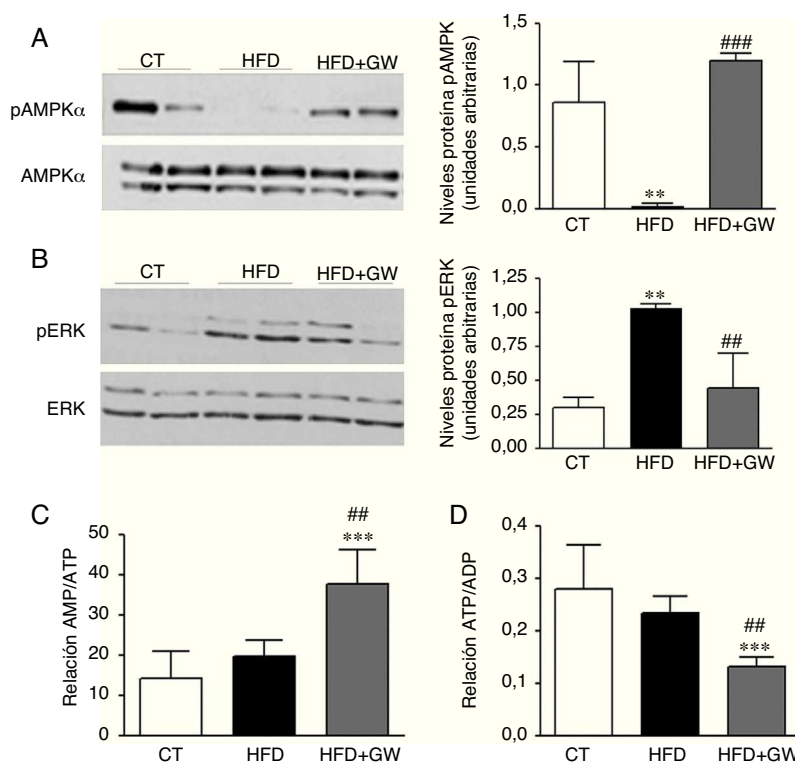 A
CT HFD HFD+GW
pAMPKα
AMPKα
Niveles proteína pAMPK
(unidades arbitrarias)
1,5
1,0
0,5
0,0
**
###
CT HFD HFD+GW
B
CT HFD HFD+GW
pERK
ERK
Niveles proteína pERK
(unidades arbitrarias)
1,25
1,00
0,75
0,50
0,25
0,00
**
##
CT HFD HFD+GW
C
Relación AMP/ATP
50
40
30
20
10
0
##
***
CT HFD HFD+GW
D
Relación ATP/ADP
0,4
0,3
0,2
0,1
0,0
##
***
CT HFD HFD+GW